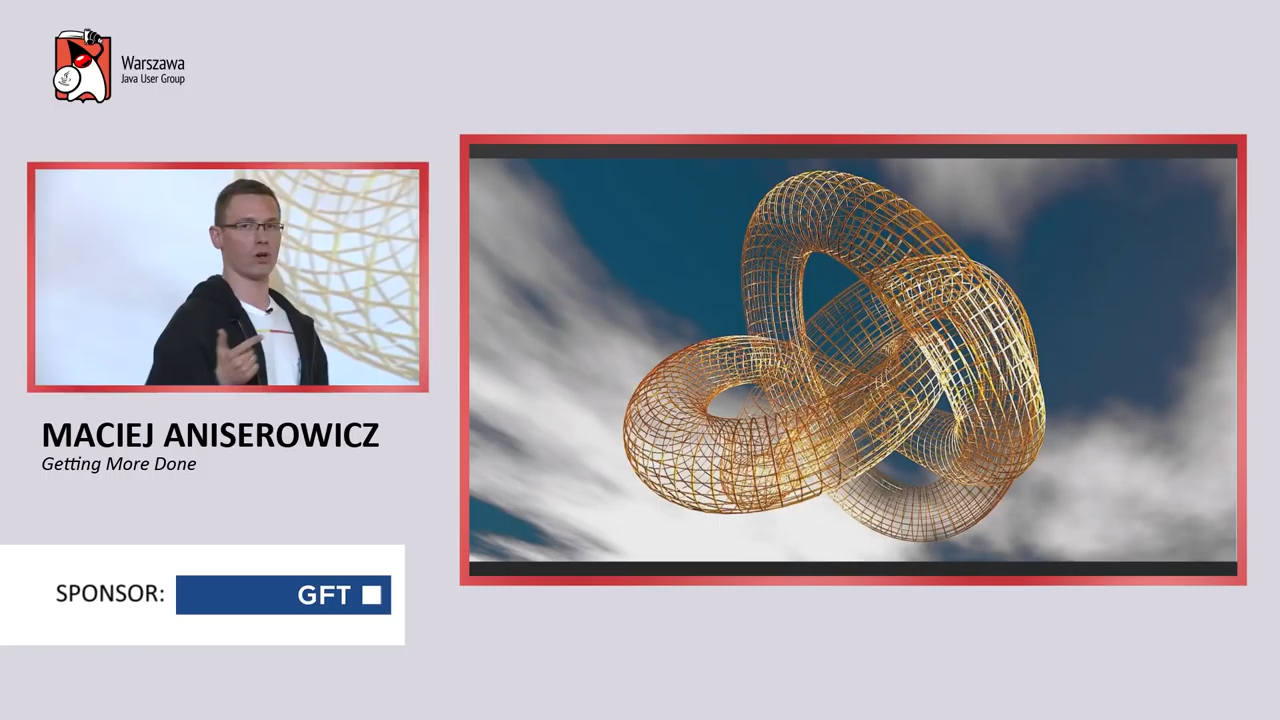 Warszawa
Java User Group
MACIEJ ANISEROWICZ
Getting More Done
SPONSOR:
GFT